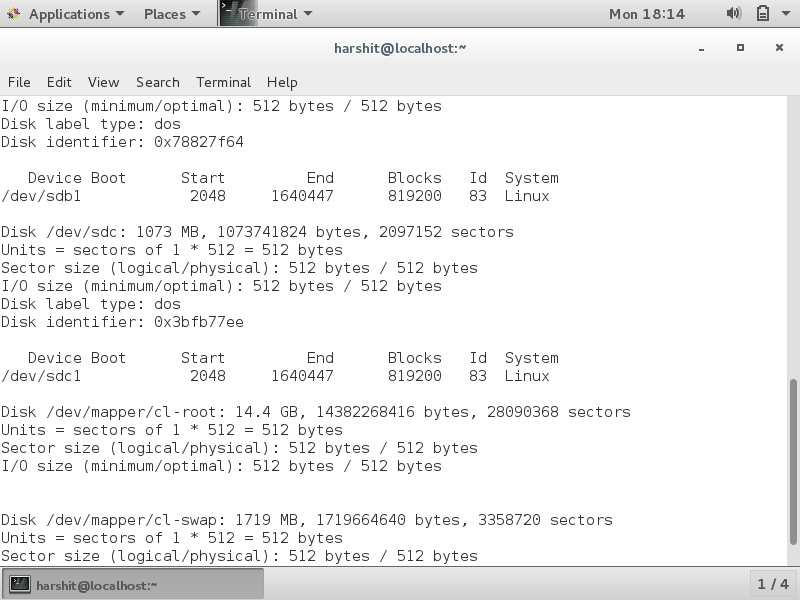 Applications Places Terminal Mon 18:14
harshit@localhost:~
File Edit View Search Terminal Help
I/O size (minimum/optimal): 512 bytes / 512 bytes
Disk label type: dos
Disk identifier: 0x78827f64
   Device Boot      Start         End      Blocks   Id  System
/dev/sdb1            2048     1640447      819200   83  Linux
Disk /dev/sdc: 1073 MB, 1073741824 bytes, 2097152 sectors
Units = sectors of 1 * 512 = 512 bytes
Sector size (logical/physical): 512 bytes / 512 bytes
I/O size (minimum/optimal): 512 bytes / 512 bytes
Disk label type: dos
Disk identifier: 0x3bfb77ee
   Device Boot      Start         End      Blocks   Id  System
/dev/sdc1            2048     1640447      819200   83  Linux
Disk /dev/mapper/cl-root: 14.4 GB, 14382268416 bytes, 28090368 sectors
Units = sectors of 1 * 512 = 512 bytes
Sector size (logical/physical): 512 bytes / 512 bytes
I/O size (minimum/optimal): 512 bytes / 512 bytes
Disk /dev/mapper/cl-swap: 1719 MB, 1719664640 bytes, 3358720 sectors
Units = sectors of 1 * 512 = 512 bytes
Sector size (logical/physical): 512 bytes / 512 bytes
harshit@localhost:~ 1 / 4